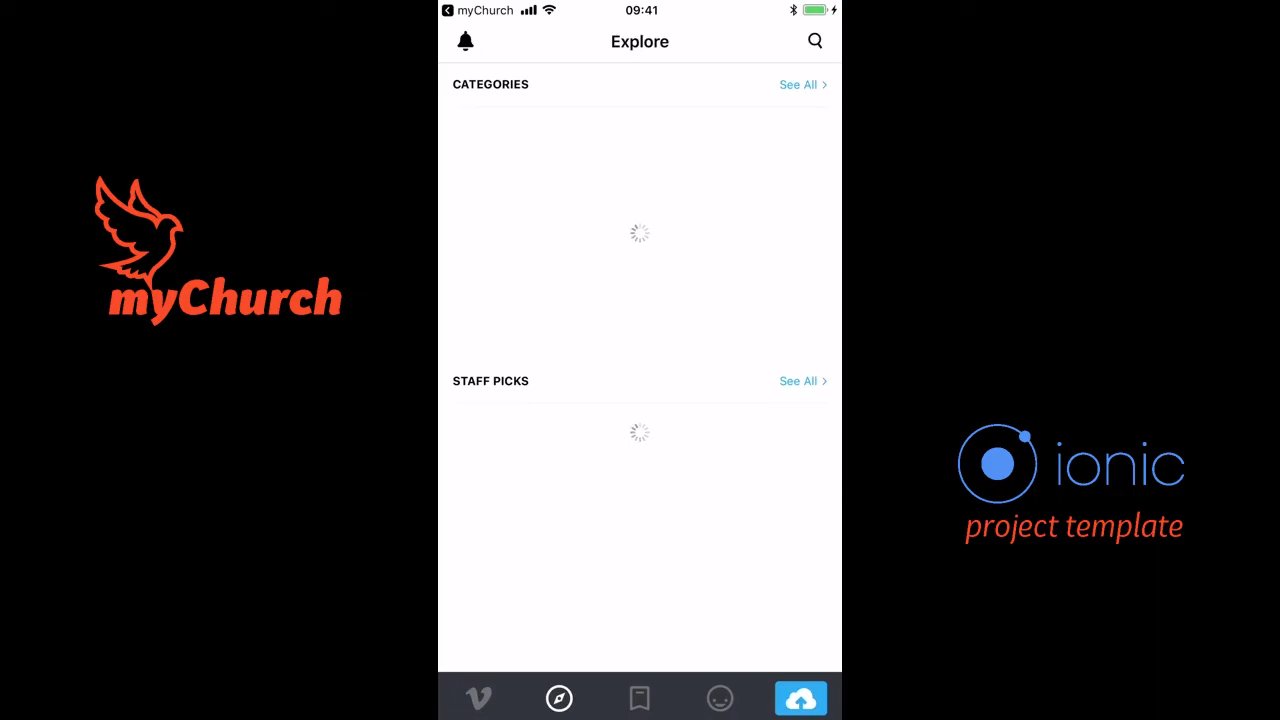 myChurch
09:41
Explore
CATEGORIES
See All
STAFF PICKS
See All
myChurch
ionic
project template